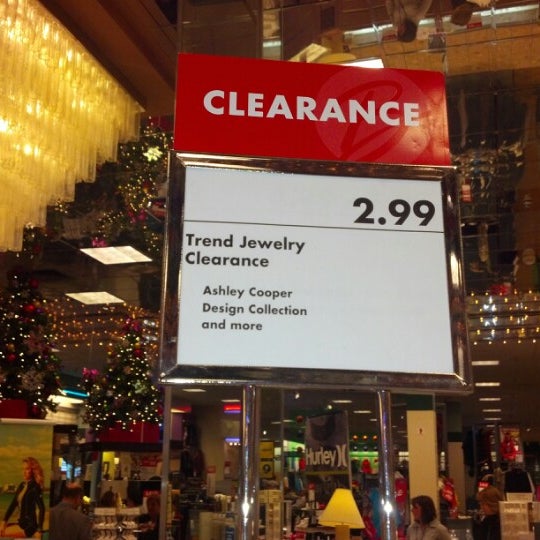 CLEARANCE
2.99
Trend Jewelry
Clearance
Ashley Cooper
Design Collection
and more
Hurley